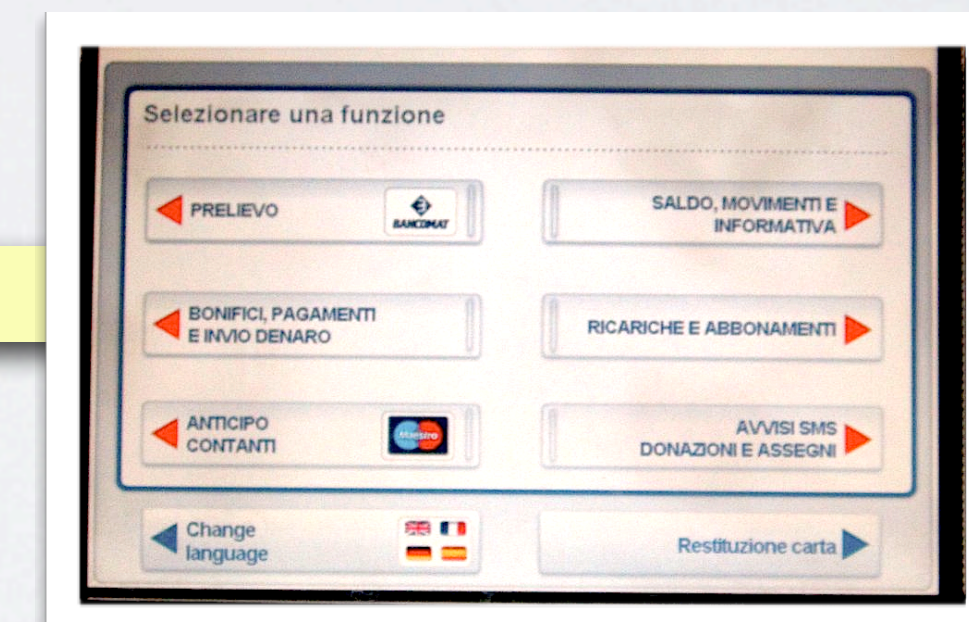 Selezionare una funzione
PRELIEVO
BANCOMAT
SALDO, MOVIMENTI E
INFORMATIVA
BONIFICI, PAGAMENTI
E INVIO DENARO
RICARICHE E ABBONAMENTI
ANTICIPO
CONTANTI
Maestro
AVVISI SMS
DONAZIONI E ASSEGNI
Change
language
Restituzione carta